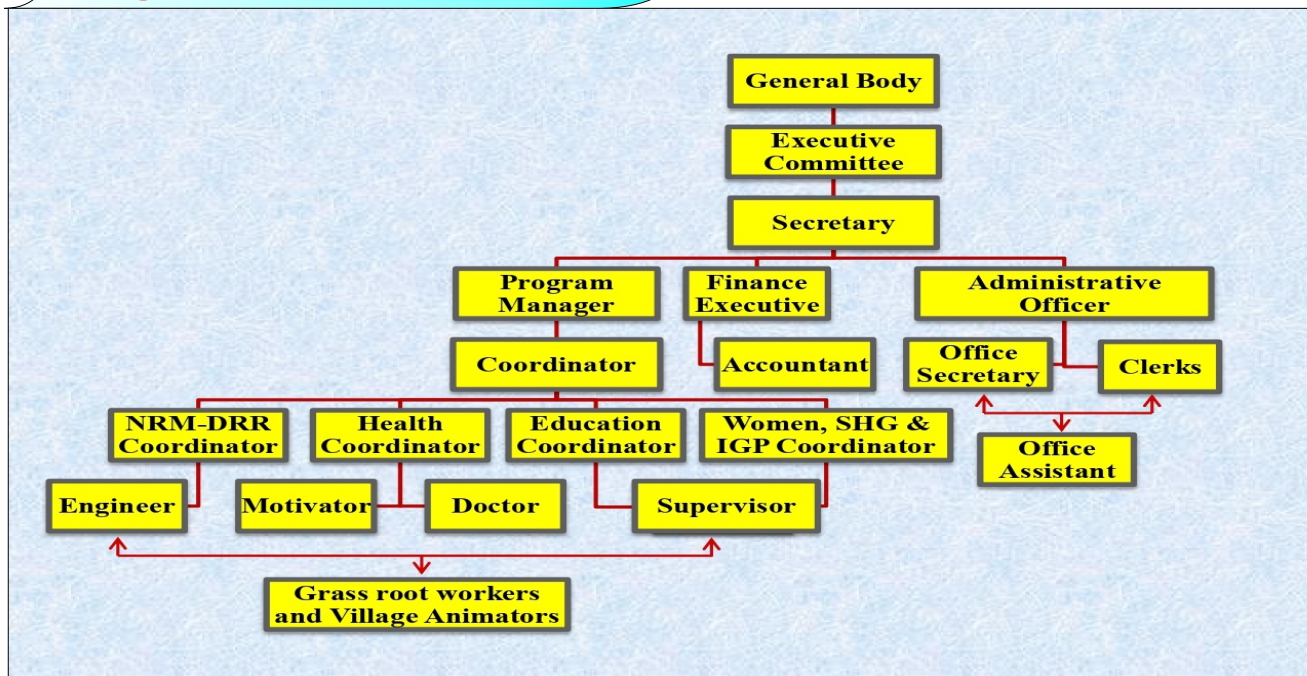 General Body
Executive
Committee
Secretary
Program
Manager
Finance
Executive
Administrative
Officer
Coordinator
Accountant
Office
Secretary
Clerks
NRM-DRR
Coordinator
Health
Coordinator
Education
Coordinator
Women, SHG &
IGP Coordinator
Office
Assistant
Engineer
Motivator
Doctor
Supervisor
Grass root workers
and Village Animators